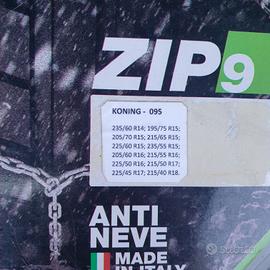 ZIP9
KONING - 095
235/60 R14; 195/75 R15;
205/70 R15; 215/65 R15;
225/60 R15; 235/55 R15;
205/60 R16; 215/55 R16;
225/50 R16; 215/50 R17;
225/45 R17; 215/40 R18.
ANTI
NEVE
MADE
IN ITALY